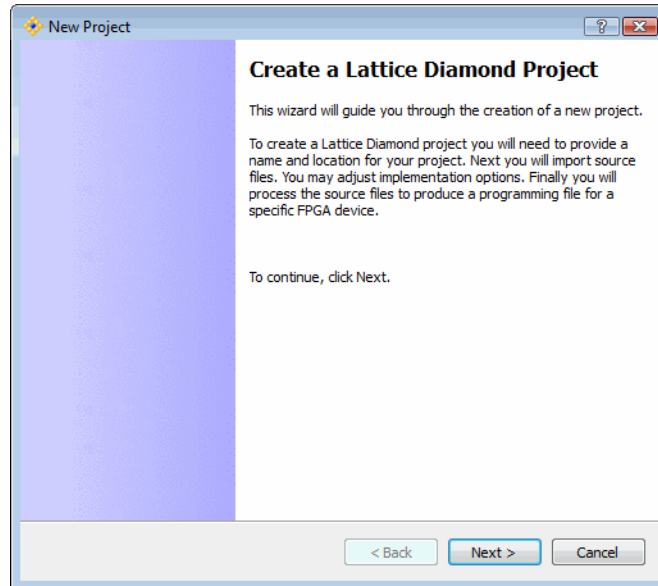 New Project
?
Create a Lattice Diamond Project
This wizard will guide you through the creation of a new project.
To create a Lattice Diamond project you will need to provide a
name and location for your project. Next you will import source
files. You may adjust implementation options. Finally you will
process the source files to produce a programming file for a
specific FPGA device.
To continue, click Next.
< Back Next > Cancel